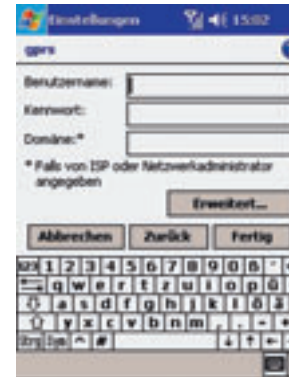 Einstellungen 15:02
gprs
Benutzername:
Kennwort:
Domäne:*
* Falls von ISP oder Netzwerkadministrator
angegeben
Erweitert...
Abbrechen Zurück Fertig
123 1 2 3 4 5 6 7 8 9 0 ß ´
q w e r t z u i o p ü
a s d f g h j k l ö ä
y x c v b n m , . -
Strg ^ #